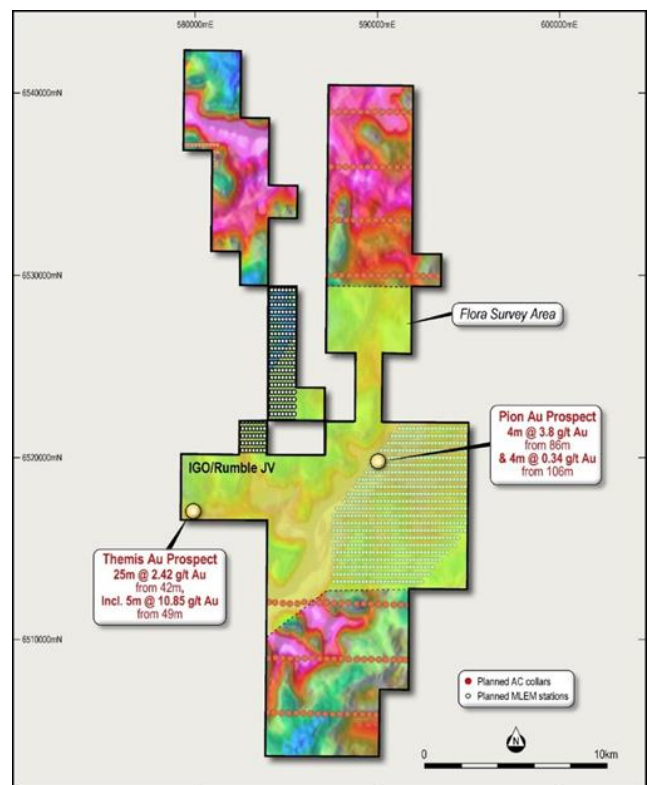 580000mE
590000mE
600000mE
6540000mN
6530000mN
Flora Survey Area
Pion Au Prospect
4m @ 3.8 g/t Au
from 86m
& 4m @ 0.34 g/t Au
from 106m
6520000mN
IGO/Rumble JV
Themis Au Prospect
25m @ 2.42 g/t Au
from 42m,
Incl. 5m @ 10.85 g/t Au
from 49m
6510000mN
Planned AC collars
Planned MLEM stations
N
0
10km